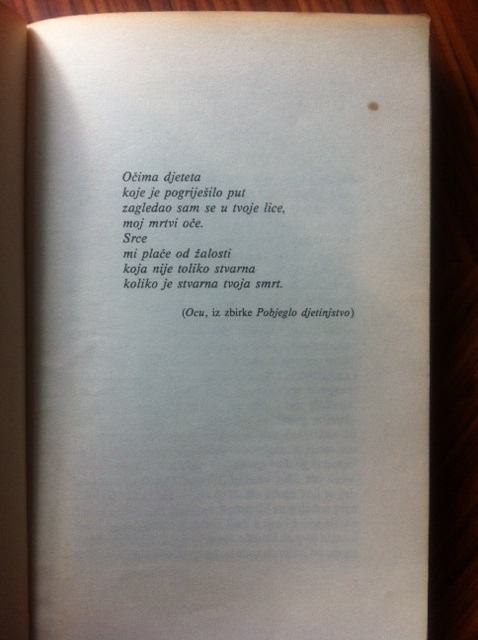 Očima djeteta
koje je pogriješilo put
zagledao sam se u tvoje lice,
moj mrtvi oče.
Srce
mi plače od žalosti
koja nije toliko stvarna
koliko je stvarna tvoja smrt.
(Ocu, iz zbirke Pobjeglo djetinjstvo)